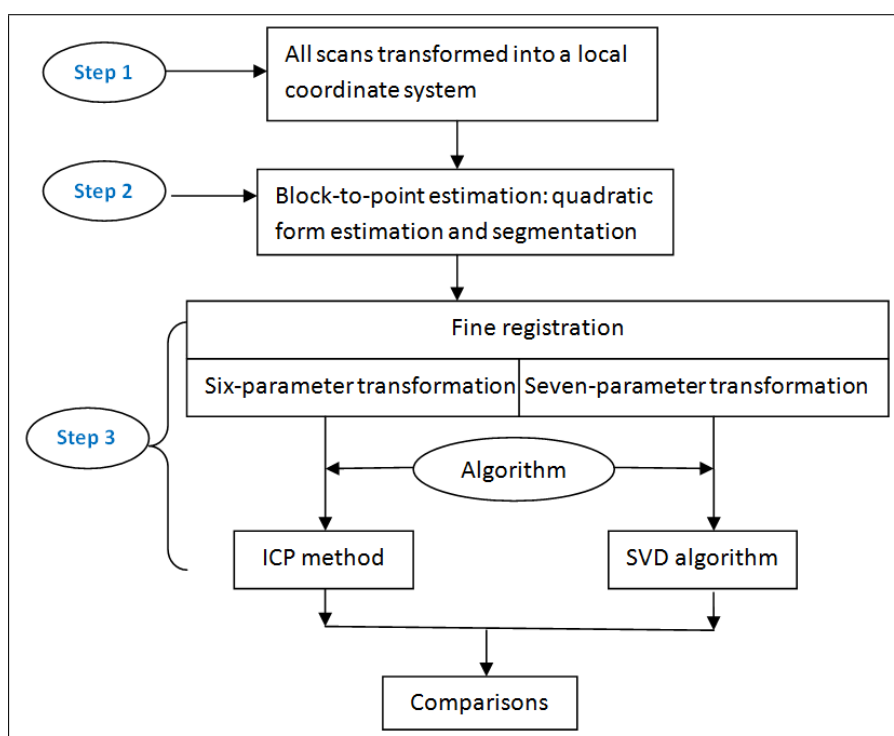 Step 1
All scans transformed into a local
coordinate system
Step 2
Block-to-point estimation: quadratic
form estimation and segmentation
Fine registration
Six-parameter transformation
Seven-parameter transformation
Step 3
Algorithm
ICP method
SVD algorithm
Comparisons